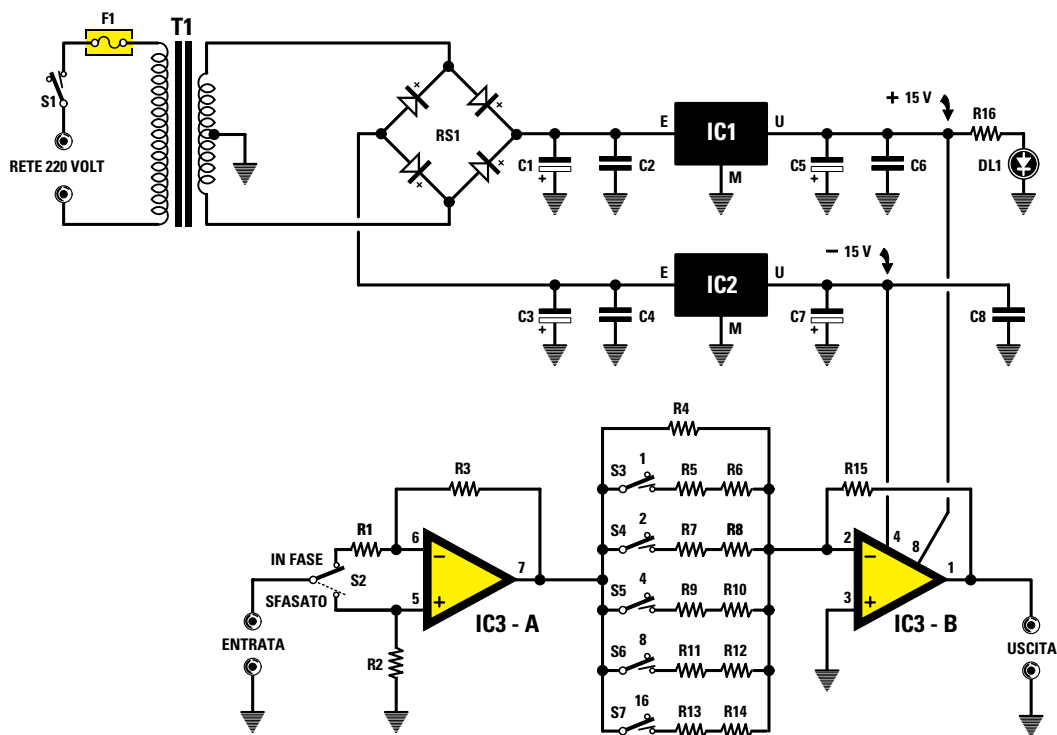 F1
T1
S1
RETE 220 VOLT
RS1
E
IC1
U
M
C1
+
C2
C5
+
C6
+ 15 V
R16
DL1
E
IC2
U
M
C3
+
C4
C7
+
– 15 V
C8
R4
S3
1
R5
R6
S4
2
R7
R8
S5
4
R9
R10
S6
8
R11
R12
S7
16
R13
R14
R3
R1
6
–
7
IN FASE
S2
SFASATO
5
+
IC3 - A
ENTRATA
R2
R15
2
–
4
8
1
3
+
IC3 - B
USCITA